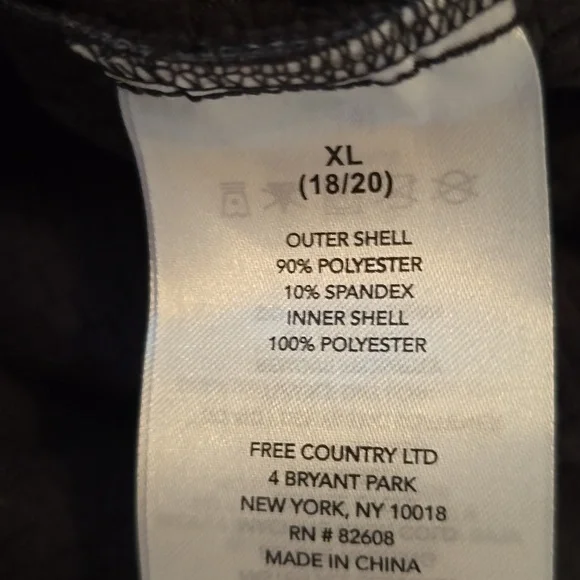 XL
(18/20)
OUTER SHELL
90% POLYESTER
10% SPANDEX
INNER SHELL
100% POLYESTER
FREE COUNTRY LTD
4 BRYANT PARK
NEW YORK, NY 10018
RN # 82608
MADE IN CHINA